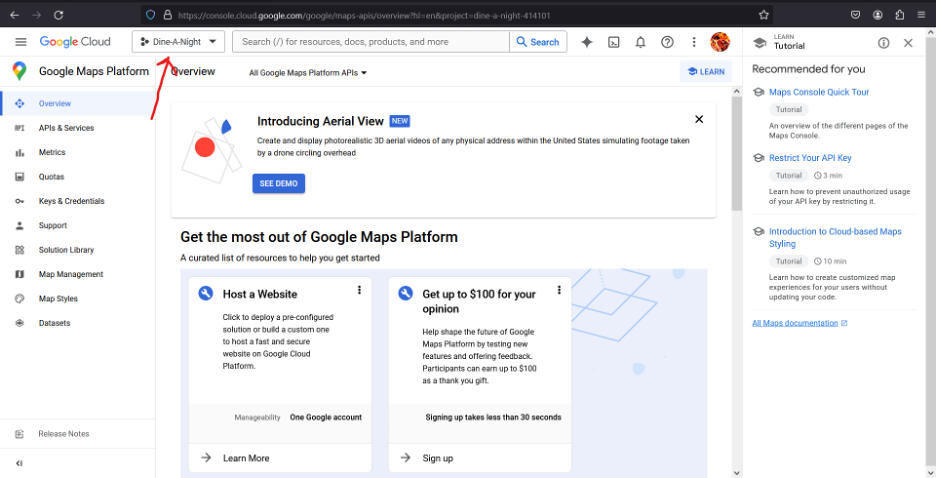 https://console.cloud.google.com/google/maps-apis/overview?hl=en&project=dine-a-night-414101
Google Cloud
Dine-A-Night
Search (/) for resources, docs, products, and more
Search
LEARN
Tutorial
Google Maps Platform
Overview
All Google Maps Platform APIs
LEARN
Overview
APIs & Services
Metrics
Quotas
Keys & Credentials
Support
Solution Library
Map Management
Map Styles
Datasets
Release Notes
Introducing Aerial View NEW
Create and display photorealistic 3D aerial videos of any physical address within the United States simulating footage taken
by a drone circling overhead
SEE DEMO
Get the most out of Google Maps Platform
A curated list of resources to help you get started
Host a Website
Click to deploy a pre-configured
solution or build a custom one
to host a fast and secure
website on Google Cloud
Platform.
Manageability One Google account
Learn More
Get up to $100 for your
opinion
Help shape the future of Google
Maps Platform by testing new
features and offering feedback.
Participants can earn up to $100
as a thank you gift.
Signing up takes less than 30 seconds
Sign up
Recommended for you
Maps Console Quick Tour
Tutorial
An overview of the different pages of the
Maps Console.
Restrict Your API Key
Tutorial 3 min
Learn how to prevent unauthorized usage
of your API key by restricting it.
Introduction to Cloud-based Maps
Styling
Tutorial 10 min
Learn how to create customized map
experiences for your users without
updating your code.
All Maps documentation